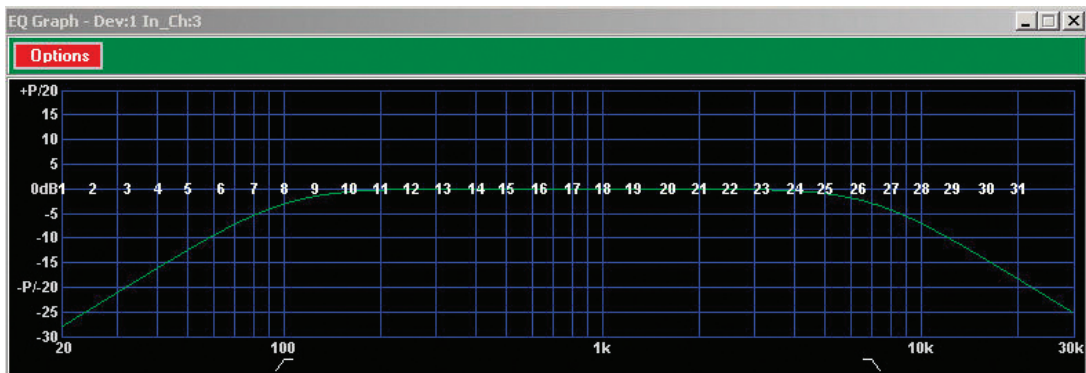 EQ Graph - Dev:1 In_Ch:3
Options
+P/20
15
10
5
0dB 1 2 3 4 5 6 7 8 9 10 11 12 13 14 15 16 17 18 19 20 21 22 23 24 25 26 27 28 29 30 31
-5
-10
-15
-P/-20
-25
-30
20 100 1k 10k 30k